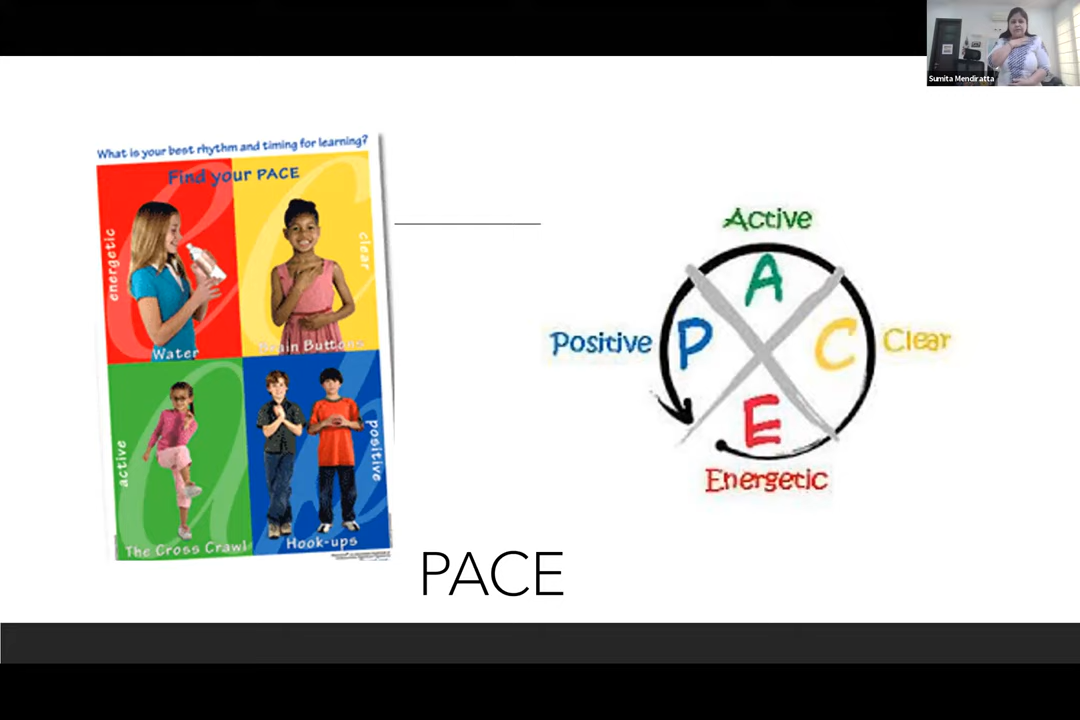 Sumita Mendiratta
What is your best rhythm and timing for learning?
Find your PACE
energetic
clear
Water
Brain Buttons
active
positive
The Cross Crawl
Hook-ups
Active
A
Positive
P
C
Clear
E
Energetic
PACE